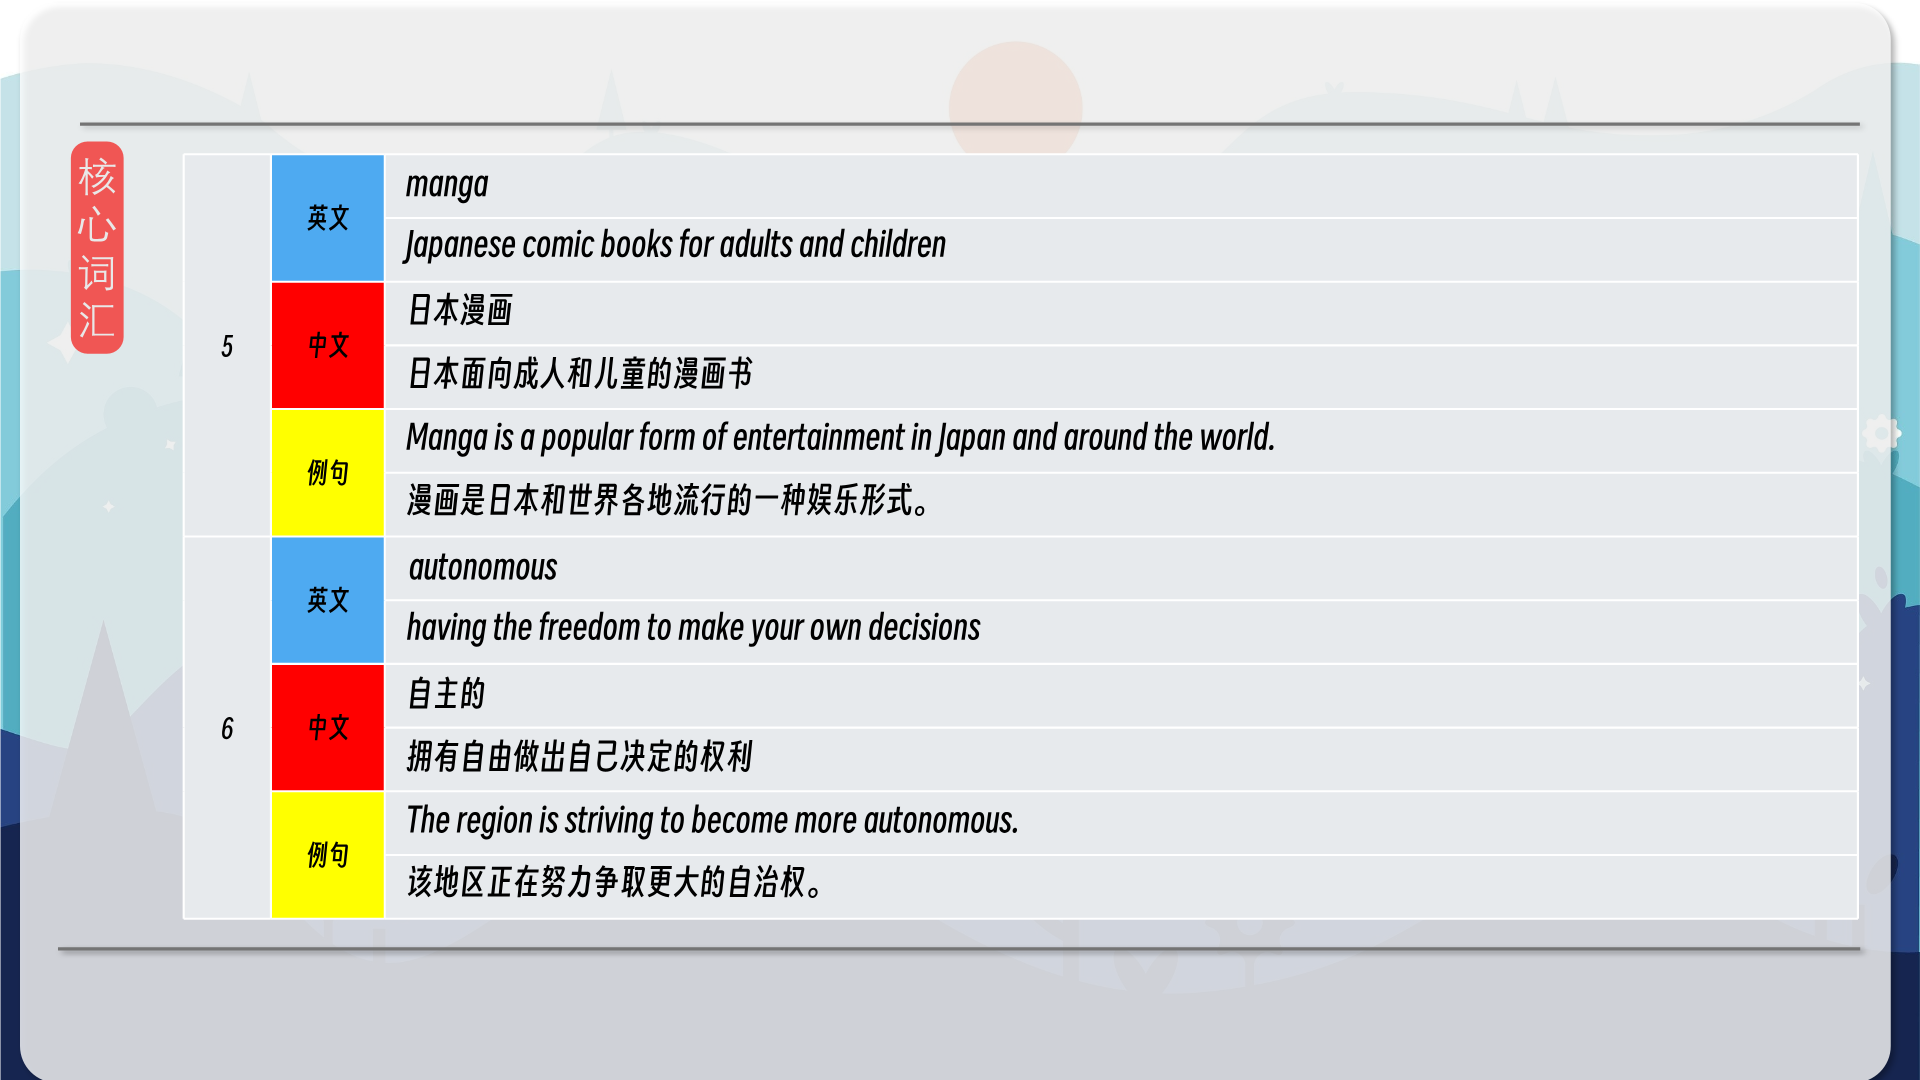 核
心
词
汇
5
英文
manga
Japanese comic books for adults and children
中文
日本漫画
日本面向成人和儿童的漫画书
例句
Manga is a popular form of entertainment in Japan and around the world.
漫画是日本和世界各地流行的一种娱乐形式。
6
英文
autonomous
having the freedom to make your own decisions
中文
自主的
拥有自由做出自己决定的权利
例句
The region is striving to become more autonomous.
该地区正在努力争取更大的自治权。